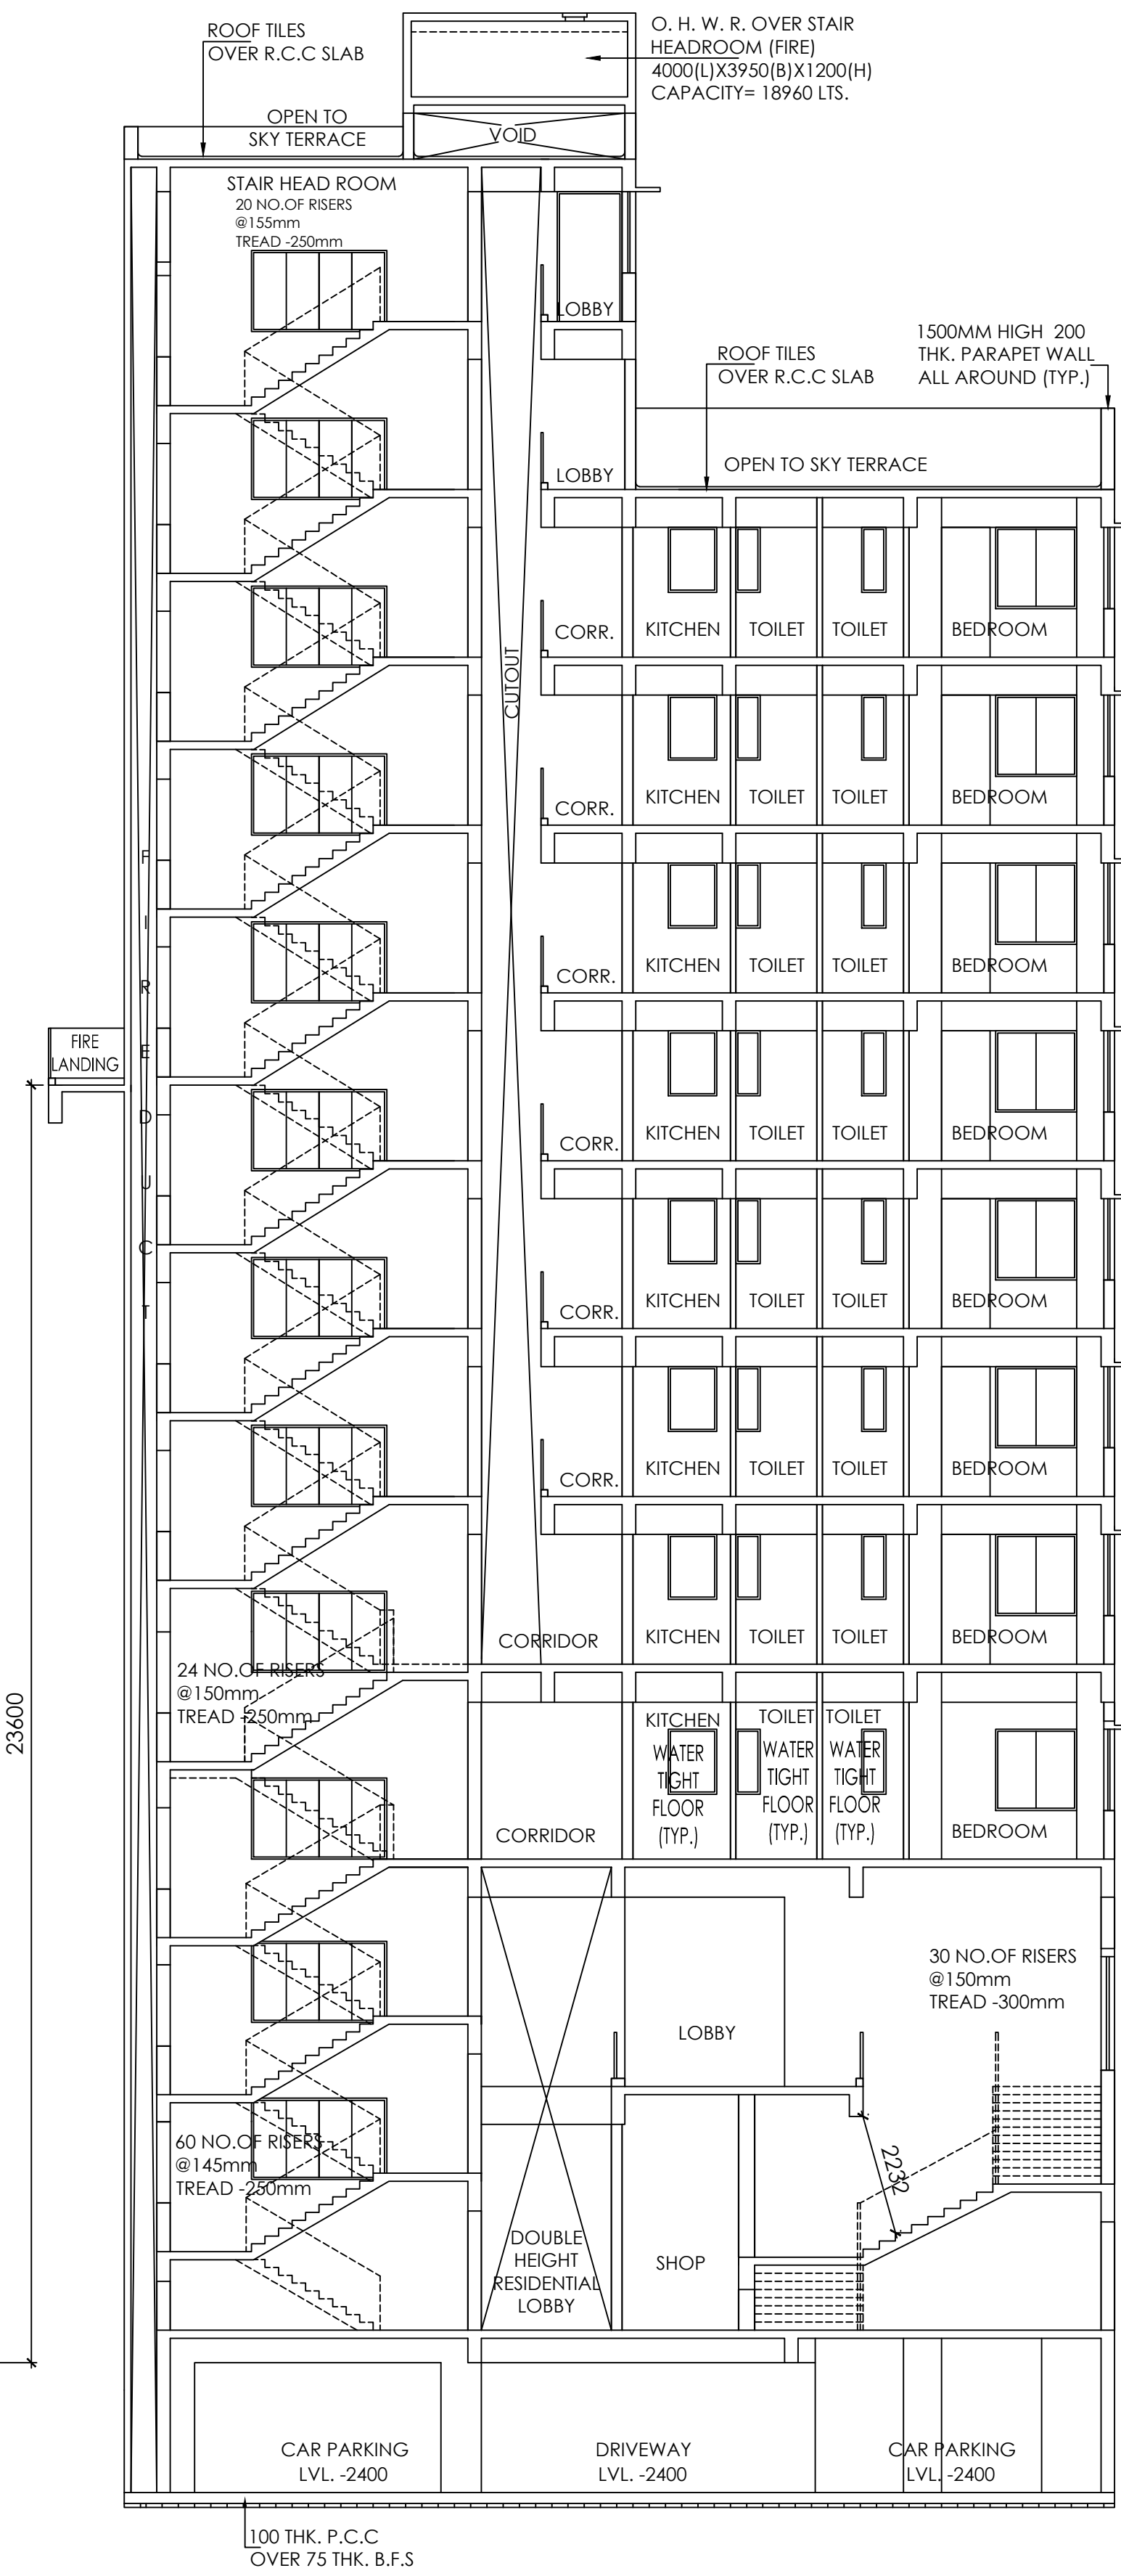 ROOF TILES
OVER R.C.C SLAB
O. H. W. R. OVER STAIR
HEADROOM (FIRE)
4000(L)X3950(B)X1200(H)
CAPACITY= 18960 LTS.
OPEN TO
SKY TERRACE
VOID
STAIR HEAD ROOM
20 NO.OF RISERS
@155mm
TREAD -250mm
LOBBY
ROOF TILES
OVER R.C.C SLAB
1500MM HIGH 200
THK. PARAPET WALL
ALL AROUND (TYP.)
LOBBY
OPEN TO SKY TERRACE
CORR. KITCHEN TOILET TOILET BEDROOM
CUTOUT
CORR. KITCHEN TOILET TOILET BEDROOM
CORR. KITCHEN TOILET TOILET BEDROOM
FIRE DUCT
FIRE
LANDING
CORR. KITCHEN TOILET TOILET BEDROOM
CORR. KITCHEN TOILET TOILET BEDROOM
CORR. KITCHEN TOILET TOILET BEDROOM
CORRIDOR KITCHEN TOILET TOILET BEDROOM
24 NO.OF RISERS
@150mm
TREAD -250mm
23600
KITCHEN TOILET TOILET
WATER
TIGHT
FLOOR
(TYP.)
WATER
TIGHT
FLOOR
(TYP.)
WATER
TIGHT
FLOOR
(TYP.)
CORRIDOR
BEDROOM
30 NO.OF RISERS
@150mm
TREAD -300mm
LOBBY
60 NO.OF RISERS
@145mm
TREAD -250mm
2232
DOUBLE
HEIGHT
RESIDENTIAL
LOBBY
SHOP
CAR PARKING
LVL. -2400
DRIVEWAY
LVL. -2400
CAR PARKING
LVL. -2400
100 THK. P.C.C
OVER 75 THK. B.F.S